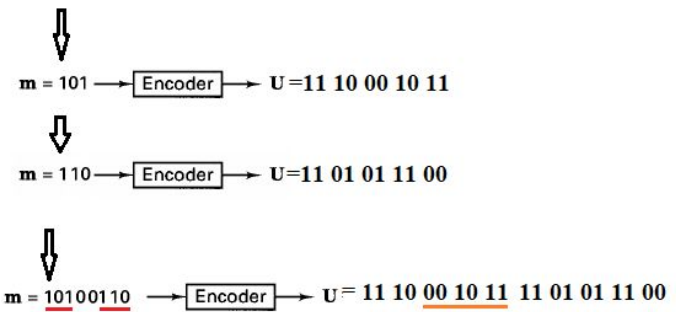 m = 101 Encoder U =11 10 00 10 11
m = 110 Encoder U=11 01 01 11 00
m = 10100110 Encoder U = 11 10 00 10 11 11 01 01 11 00